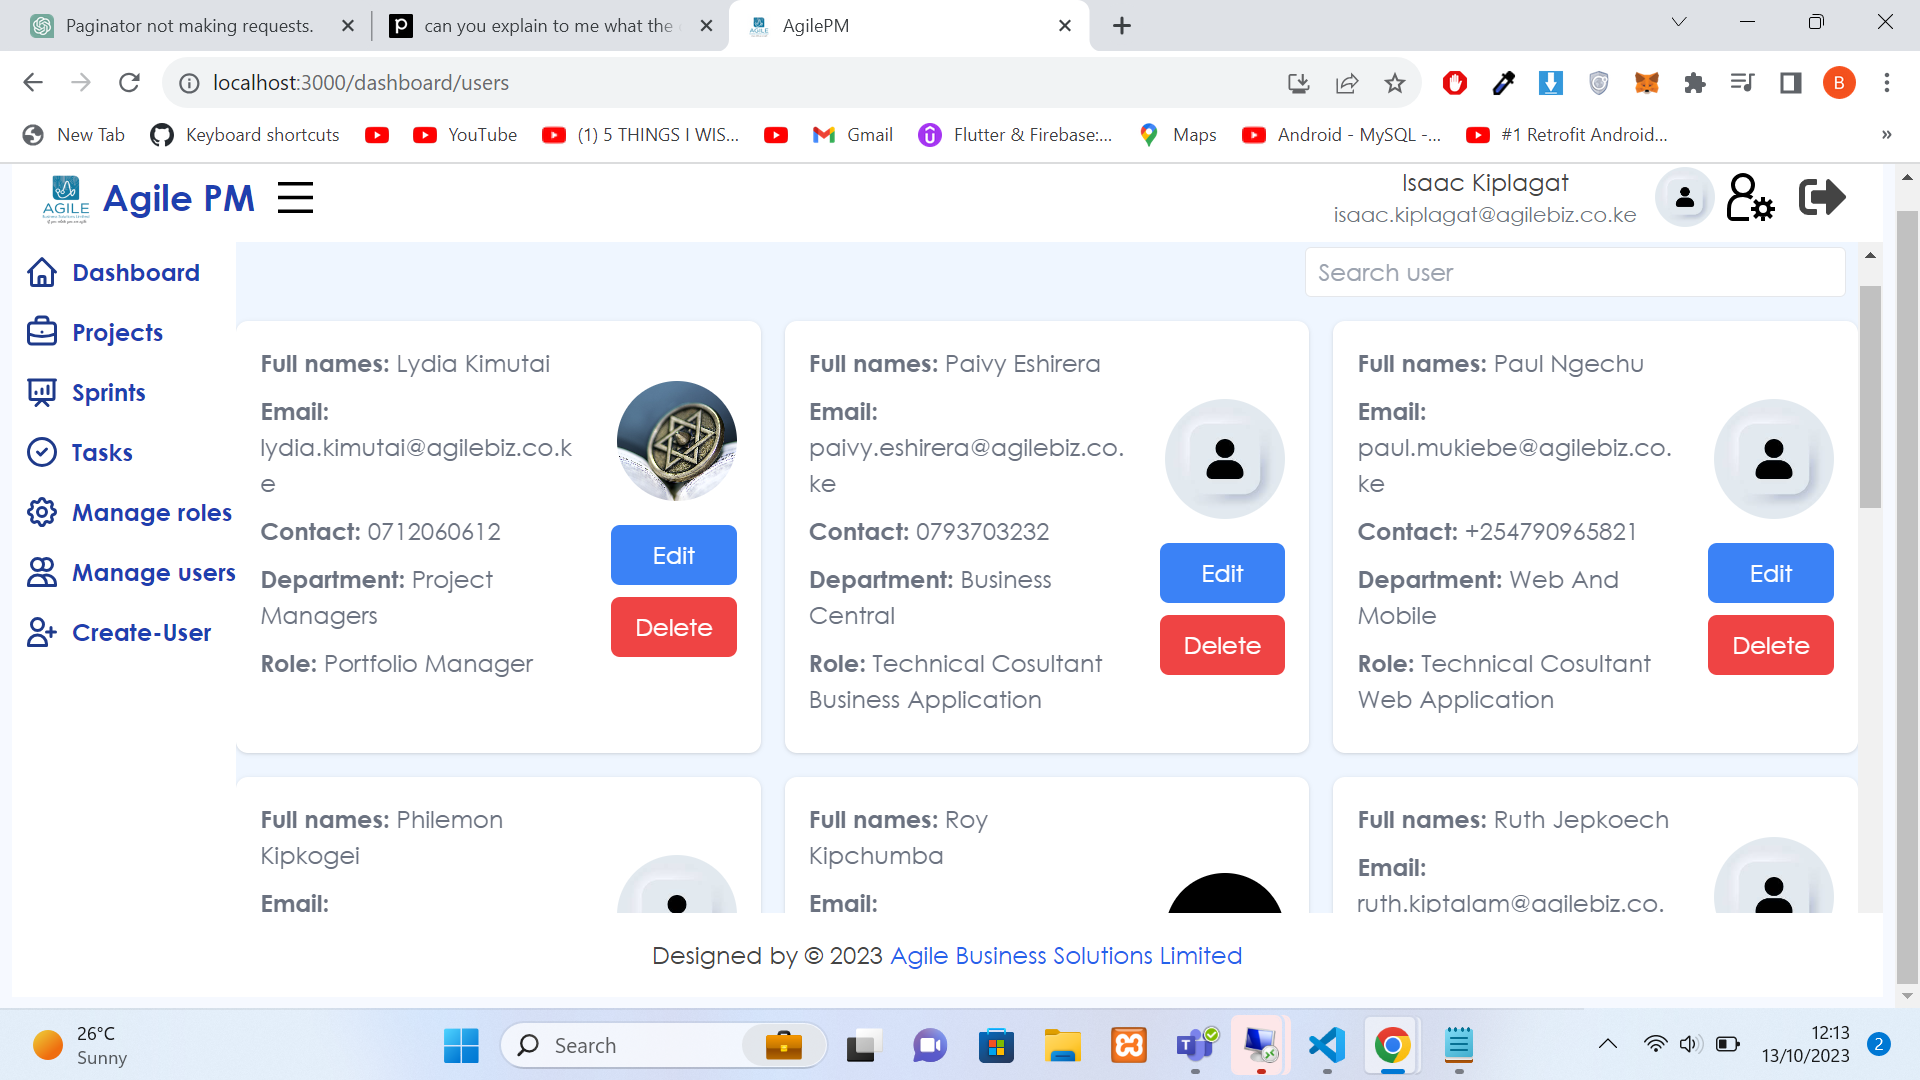 Paginator not making requests.
can you explain to me what the
AgilePM
localhost:3000/dashboard/users
B
New Tab
Keyboard shortcuts
YouTube
(1) 5 THINGS I WIS...
Gmail
Flutter & Firebase:...
Maps
Android - MySQL -...
#1 Retrofit Android...
»
AGILE
Agile PM
Isaac Kiplagat
isaac.kiplagat@agilebiz.co.ke
Dashboard
Projects
Sprints
Tasks
Manage roles
Manage users
Create-User
Search user
Full names: Lydia Kimutai
Email:
lydia.kimutai@agilebiz.co.k
e
Contact: 0712060612
Department: Project
Managers
Role: Portfolio Manager
Edit
Delete
Full names: Paivy Eshirera
Email:
paivy.eshirera@agilebiz.co.
ke
Contact: 0793703232
Department: Business
Central
Role: Technical Cosultant
Business Application
Edit
Delete
Full names: Paul Ngechu
Email:
paul.mukiebe@agilebiz.co.
ke
Contact: +254790965821
Department: Web And
Mobile
Role: Technical Cosultant
Web Application
Edit
Delete
Full names: Philemon
Kipkogei
Email:
Full names: Roy
Kipchumba
Email:
Full names: Ruth Jepkoech
Email:
ruth.kiptalam@agilebiz.co.
Designed by © 2023 Agile Business Solutions Limited
26°C
Sunny
Search
12:13
13/10/2023
2